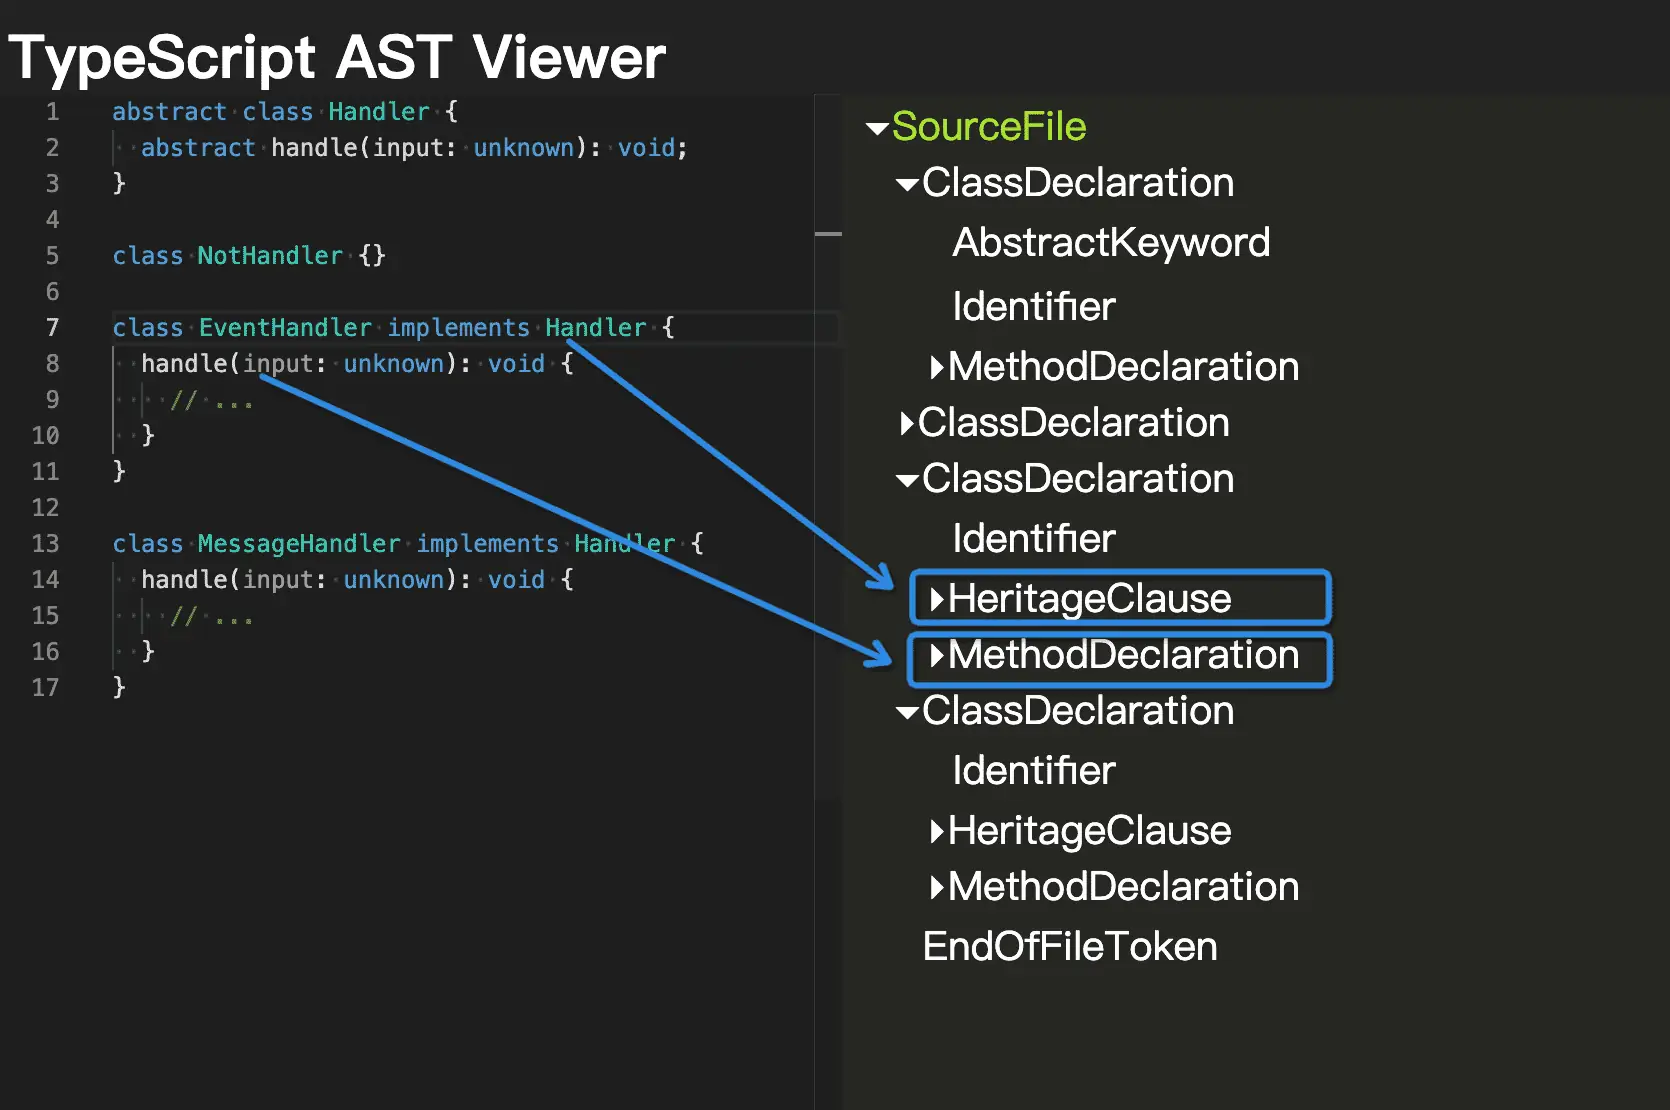 TypeScript AST Viewer
1 abstract class Handler {
2 abstract handle(input: unknown): void;
3 }
4
5 class NotHandler {}
6
7 class EventHandler implements Handler {
8 handle(input: unknown): void {
9 // ...
10 }
11 }
12
13 class MessageHandler implements Handler {
14 handle(input: unknown): void {
15 // ...
16 }
17 }
SourceFile
ClassDeclaration
AbstractKeyword
Identifier
MethodDeclaration
ClassDeclaration
ClassDeclaration
Identifier
HeritageClause
MethodDeclaration
ClassDeclaration
Identifier
HeritageClause
MethodDeclaration
EndOfFileToken